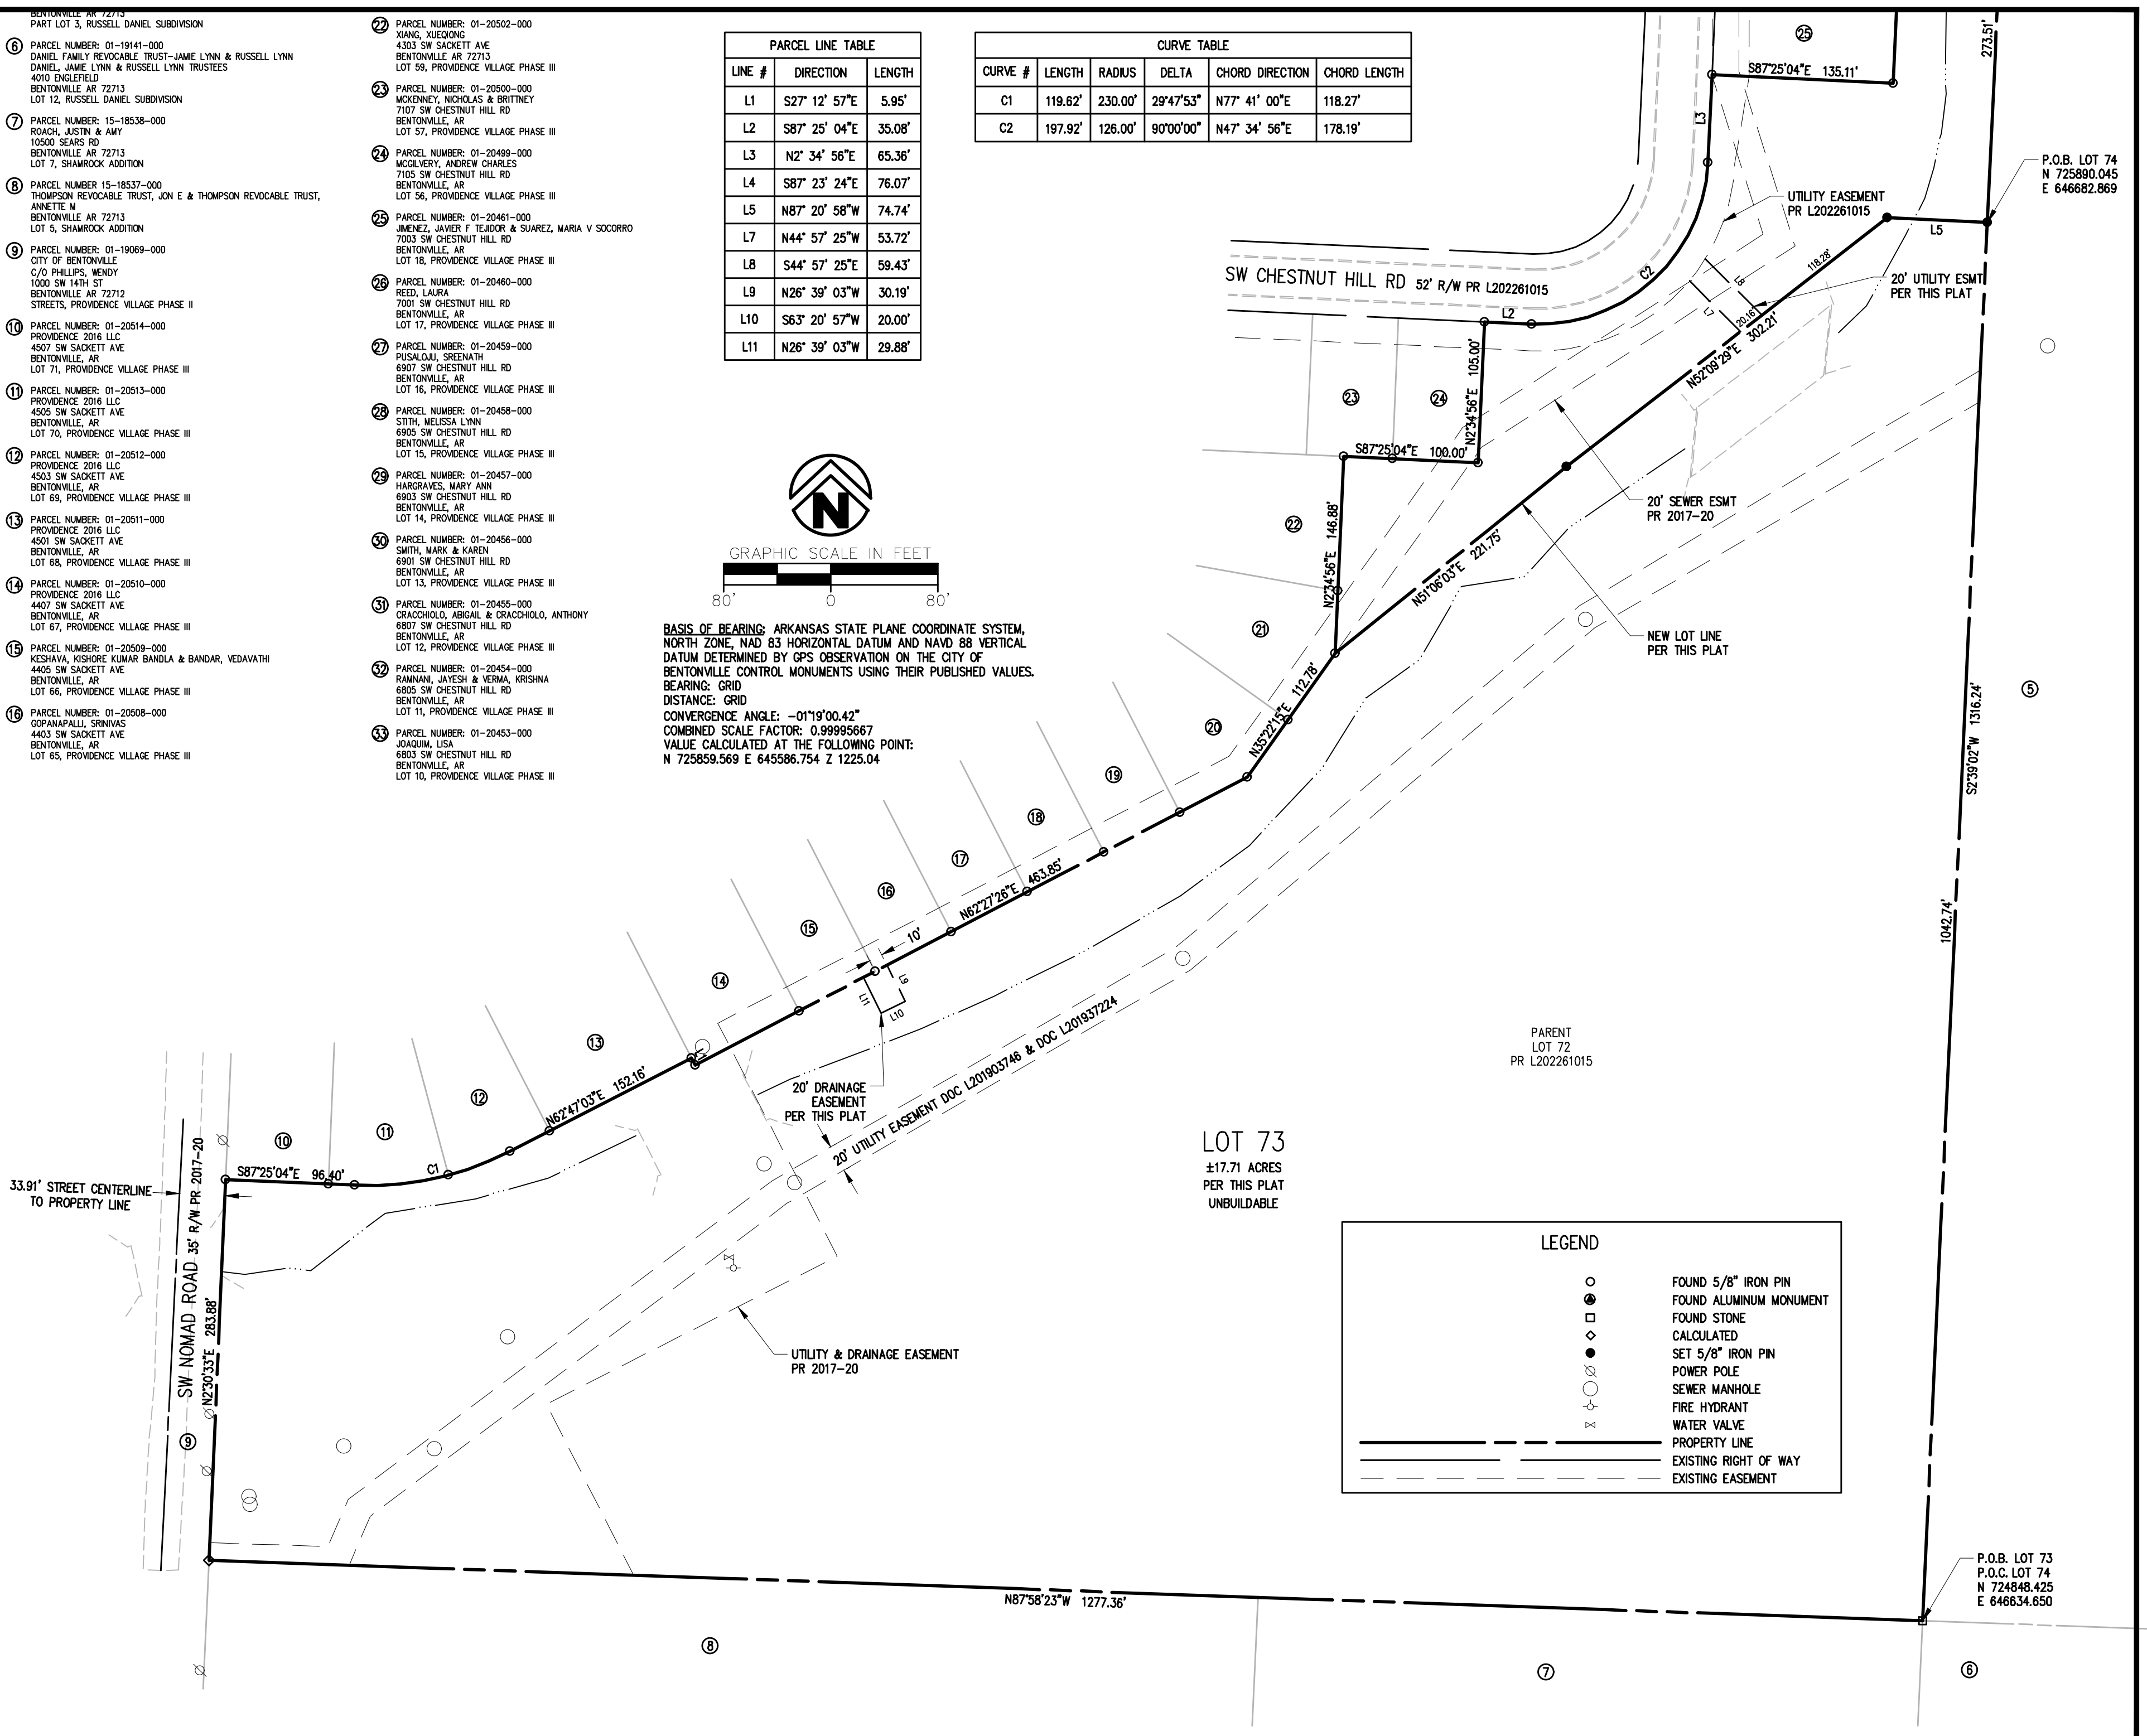 BENTONVILLE AR 72713
PART LOT 3, RUSSELL DANIEL SUBDIVISION
6 PARCEL NUMBER: 01-19141-000
DANIEL FAMILY REVOCABLE TRUST-JAMIE LYNN & RUSSELL LYNN
DANIEL, JAMIE LYNN & RUSSELL LYNN TRUSTEES
4010 ENGLEFIELD
BENTONVILLE AR 72713
LOT 12, RUSSELL DANIEL SUBDIVISION
7 PARCEL NUMBER: 15-18538-000
ROACH, JUSTIN & AMY
10500 SEARS RD
BENTONVILLE AR 72713
LOT 7, SHAMROCK ADDITION
8 PARCEL NUMBER 15-18537-000
THOMPSON REVOCABLE TRUST, JON E & THOMPSON REVOCABLE TRUST,
ANNETTE M
BENTONVILLE AR 72713
LOT 5, SHAMROCK ADDITION
9 PARCEL NUMBER: 01-19069-000
CITY OF BENTONVILLE
C/O PHILLIPS, WENDY
1000 SW 14TH ST
BENTONVILLE AR 72712
STREETS, PROVIDENCE VILLAGE PHASE II
10 PARCEL NUMBER: 01-20514-000
PROVIDENCE 2016 LLC
4507 SW SACKETT AVE
BENTONVILLE, AR
LOT 71, PROVIDENCE VILLAGE PHASE III
11 PARCEL NUMBER: 01-20513-000
PROVIDENCE 2016 LLC
4505 SW SACKETT AVE
BENTONVILLE, AR
LOT 70, PROVIDENCE VILLAGE PHASE III
12 PARCEL NUMBER: 01-20512-000
PROVIDENCE 2016 LLC
4503 SW SACKETT AVE
BENTONVILLE, AR
LOT 69, PROVIDENCE VILLAGE PHASE III
13 PARCEL NUMBER: 01-20511-000
PROVIDENCE 2016 LLC
4501 SW SACKETT AVE
BENTONVILLE, AR
LOT 68, PROVIDENCE VILLAGE PHASE III
14 PARCEL NUMBER: 01-20510-000
PROVIDENCE 2016 LLC
4407 SW SACKETT AVE
BENTONVILLE, AR
LOT 67, PROVIDENCE VILLAGE PHASE III
15 PARCEL NUMBER: 01-20509-000
KESHAVA, KISHORE KUMAR BANDLA & BANDAR, VEDAVATHI
4405 SW SACKETT AVE
BENTONVILLE, AR
LOT 66, PROVIDENCE VILLAGE PHASE III
16 PARCEL NUMBER: 01-20508-000
GOPANAPALLI, SRINIVAS
4403 SW SACKETT AVE
BENTONVILLE, AR
LOT 65, PROVIDENCE VILLAGE PHASE III
22 PARCEL NUMBER: 01-20502-000
XIANG, XUEQIONG
4303 SW SACKETT AVE
BENTONVILLE AR 72713
LOT 59, PROVIDENCE VILLAGE PHASE III
23 PARCEL NUMBER: 01-20500-000
MCKENNEY, NICHOLAS & BRITTNEY
7107 SW CHESTNUT HILL RD
BENTONVILLE, AR
LOT 57, PROVIDENCE VILLAGE PHASE III
24 PARCEL NUMBER: 01-20499-000
MCGILVERY, ANDREW CHARLES
7105 SW CHESTNUT HILL RD
BENTONVILLE, AR
LOT 56, PROVIDENCE VILLAGE PHASE III
25 PARCEL NUMBER: 01-20461-000
JIMENEZ, JAVIER F TEJIDOR & SUAREZ, MARIA V SOCORRO
7003 SW CHESTNUT HILL RD
BENTONVILLE, AR
LOT 18, PROVIDENCE VILLAGE PHASE III
26 PARCEL NUMBER: 01-20460-000
REED, LAURA
7001 SW CHESTNUT HILL RD
BENTONVILLE, AR
LOT 17, PROVIDENCE VILLAGE PHASE III
27 PARCEL NUMBER: 01-20459-000
PUSALOJU, SREENATH
6907 SW CHESTNUT HILL RD
BENTONVILLE, AR
LOT 16, PROVIDENCE VILLAGE PHASE III
28 PARCEL NUMBER: 01-20458-000
STITH, MELISSA LYNN
6905 SW CHESTNUT HILL RD
BENTONVILLE, AR
LOT 15, PROVIDENCE VILLAGE PHASE III
29 PARCEL NUMBER: 01-20457-000
HARGRAVES, MARY ANN
6903 SW CHESTNUT HILL RD
BENTONVILLE, AR
LOT 14, PROVIDENCE VILLAGE PHASE III
30 PARCEL NUMBER: 01-20456-000
SMITH, MARK & KAREN
6901 SW CHESTNUT HILL RD
BENTONVILLE, AR
LOT 13, PROVIDENCE VILLAGE PHASE III
31 PARCEL NUMBER: 01-20455-000
CRACCHIOLO, ABIGAIL & CRACCHIOLO, ANTHONY
6807 SW CHESTNUT HILL RD
BENTONVILLE, AR
LOT 12, PROVIDENCE VILLAGE PHASE III
32 PARCEL NUMBER: 01-20454-000
RAMNANI, JAYESH & VERMA, KRISHNA
6805 SW CHESTNUT HILL RD
BENTONVILLE, AR
LOT 11, PROVIDENCE VILLAGE PHASE III
33 PARCEL NUMBER: 01-20453-000
JOAQUIM, LISA
6803 SW CHESTNUT HILL RD
BENTONVILLE, AR
LOT 10, PROVIDENCE VILLAGE PHASE III
PARCEL LINE TABLE
LINE # DIRECTION LENGTH
L1 S27° 12' 57"E 5.95'
L2 S87° 25' 04"E 35.08'
L3 N2° 34' 56"E 65.36'
L4 S87° 23' 24"E 76.07'
L5 N87° 20' 58"W 74.74'
L7 N44° 57' 25"W 53.72'
L8 S44° 57' 25"E 59.43'
L9 N26° 39' 03"W 30.19'
L10 S63° 20' 57"W 20.00'
L11 N26° 39' 03"W 29.88'
CURVE TABLE
CURVE # LENGTH RADIUS DELTA CHORD DIRECTION CHORD LENGTH
C1 119.62' 230.00' 29°47'53" N77° 41' 00"E 118.27'
C2 197.92' 126.00' 90°00'00" N47° 34' 56"E 178.19'
N
GRAPHIC SCALE IN FEET
80' 0 80'
BASIS OF BEARING: ARKANSAS STATE PLANE COORDINATE SYSTEM,
NORTH ZONE, NAD 83 HORIZONTAL DATUM AND NAVD 88 VERTICAL
DATUM DETERMINED BY GPS OBSERVATION ON THE CITY OF
BENTONVILLE CONTROL MONUMENTS USING THEIR PUBLISHED VALUES.
BEARING: GRID
DISTANCE: GRID
CONVERGENCE ANGLE: -01°19'00.42"
COMBINED SCALE FACTOR: 0.99995667
VALUE CALCULATED AT THE FOLLOWING POINT:
N 725859.569 E 645586.754 Z 1225.04
25
S87°25'04"E 135.11'
273.51'
L3
P.O.B. LOT 74
N 725890.045
E 646682.869
UTILITY EASEMENT
PR L202261015
L5
118.28'
C2
L8
L7
20.16'
20' UTILITY ESMT
PER THIS PLAT
SW CHESTNUT HILL RD 52' R/W PR L202261015
L2
N52°09'29"E 302.21'
N2°34'56"E 105.00'
23
24
S87°25'04"E 100.00'
22
N2°34'56"E 146.88'
20' SEWER ESMT
PR 2017-20
N51°06'03"E 221.75'
21
NEW LOT LINE
PER THIS PLAT
5
S2°39'02"W 1316.24'
1042.74'
N35°22'15"E 112.78'
20
19
18
17
16
15
14
13
12
11
10
N62°27'26"E 463.85'
10'
L9
L11
L10
L1
20' DRAINAGE
EASEMENT
PER THIS PLAT
20' UTILITY EASEMENT DOC L201903746 & DOC L201937224
N62°47'03"E 152.16'
C1
S87°25'04"E 96.40'
33.91' STREET CENTERLINE
TO PROPERTY LINE
SW NOMAD ROAD 35' R/W PR 2017-20
N2°30'33"E 283.88'
9
PARENT
LOT 72
PR L202261015
LOT 73
±17.71 ACRES
PER THIS PLAT
UNBUILDABLE
UTILITY & DRAINAGE EASEMENT
PR 2017-20
LEGEND
FOUND 5/8" IRON PIN
FOUND ALUMINUM MONUMENT
FOUND STONE
CALCULATED
SET 5/8" IRON PIN
POWER POLE
SEWER MANHOLE
FIRE HYDRANT
WATER VALVE
PROPERTY LINE
EXISTING RIGHT OF WAY
EXISTING EASEMENT
N87°58'23"W 1277.36'
P.O.B. LOT 73
P.O.C. LOT 74
N 724848.425
E 646634.650
8
7
6